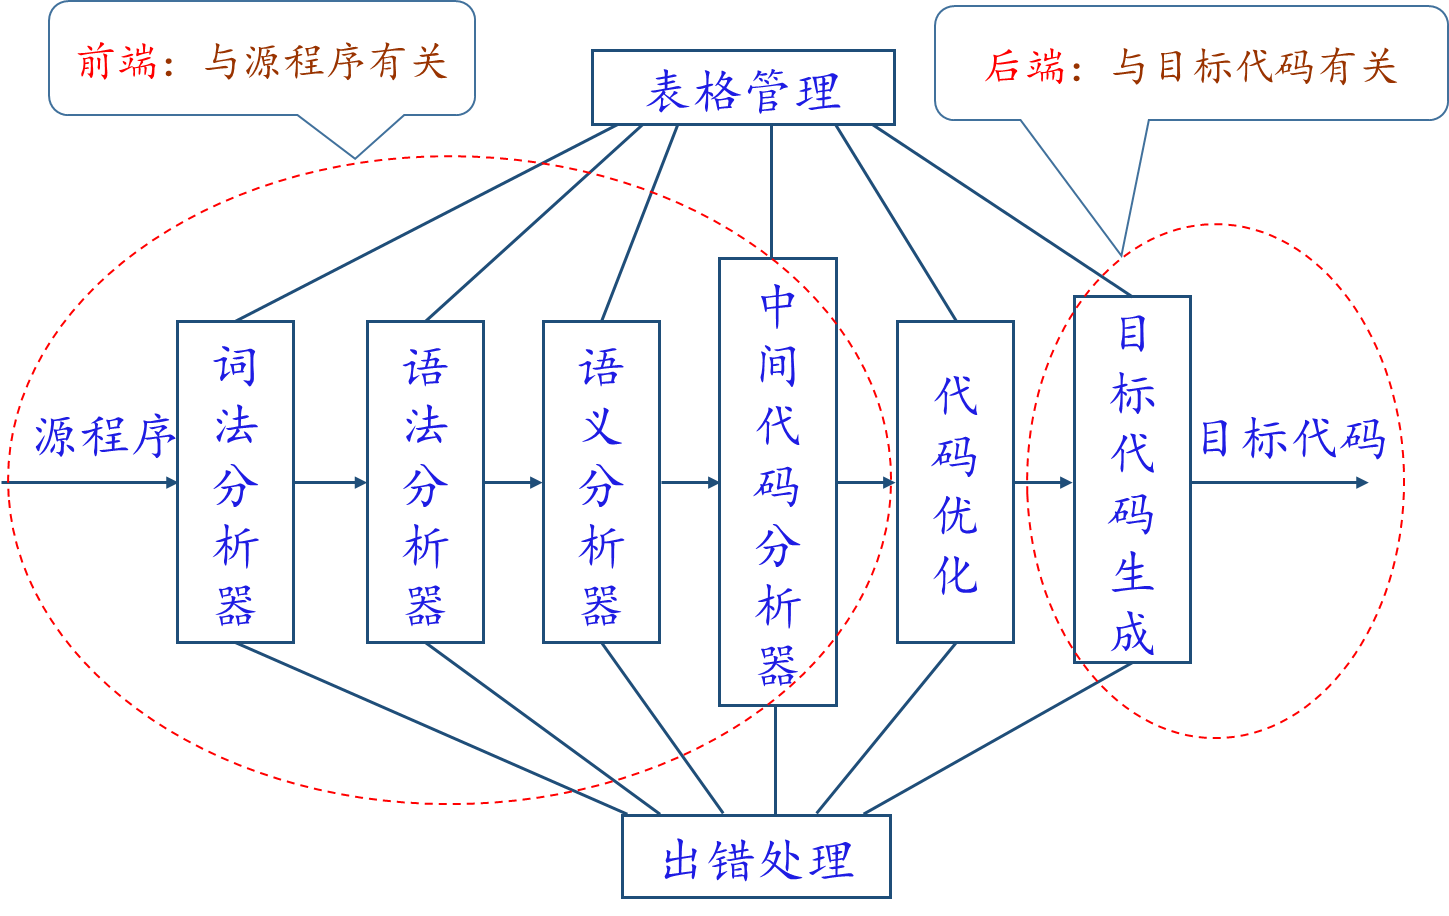 前端：与源程序有关
后端：与目标代码有关
表格管理
源程序
词法分析器
语法分析器
语义分析器
中间代码分析器
代码优化
目标代码生成
目标代码
出错处理